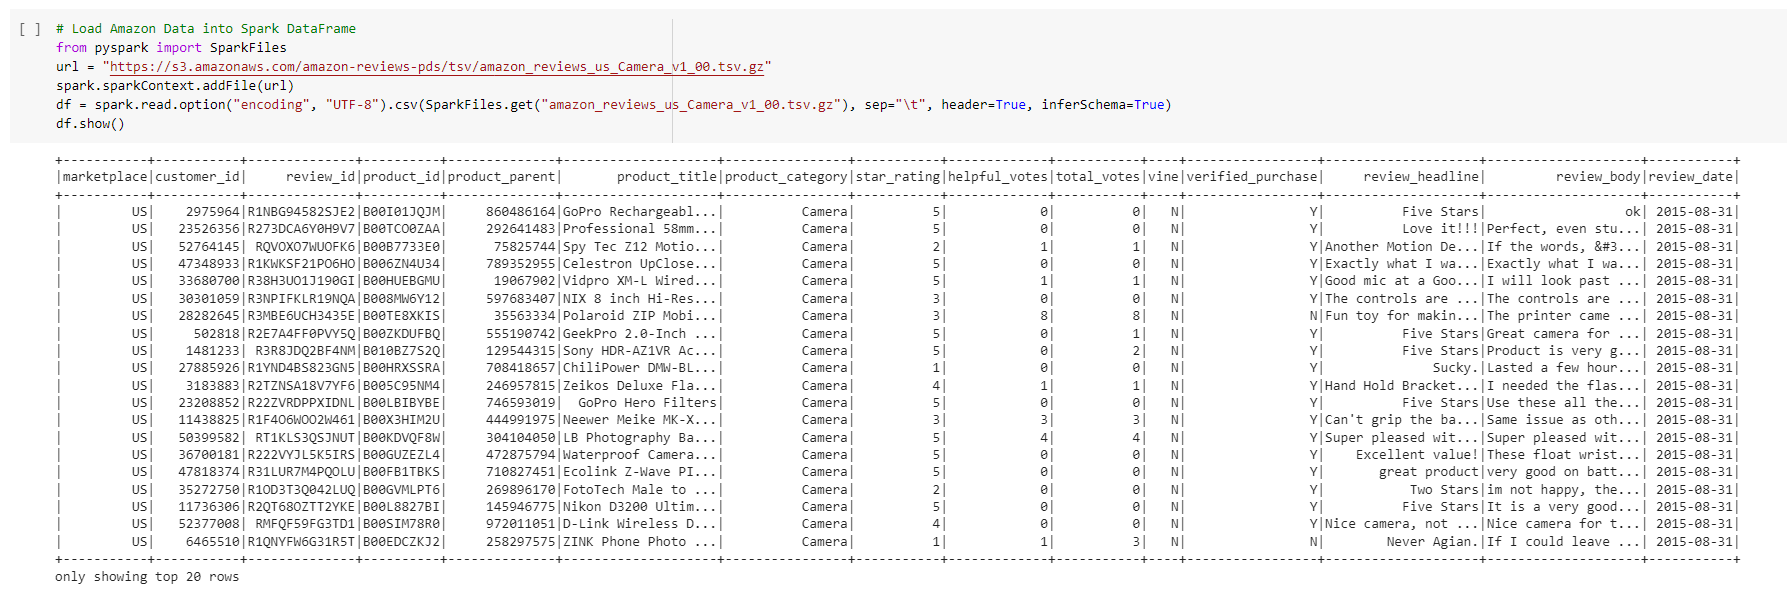 [ ] # Load Amazon Data into Spark DataFrame
from pyspark import SparkFiles
url = "https://s3.amazonaws.com/amazon-reviews-pds/tsv/amazon_reviews_us_Camera_v1_00.tsv.gz"
spark.sparkContext.addFile(url)
df = spark.read.option("encoding", "UTF-8").csv(SparkFiles.get("amazon_reviews_us_Camera_v1_00.tsv.gz"), sep="\t", header=True, inferSchema=True)
df.show()
+-----------+-----------+--------------+----------+--------------+--------------------+----------------+-----------+-------------+-----------+----+-----------------+--------------------+--------------------+-----------+
|marketplace|customer_id|     review_id|product_id|product_parent|       product_title|product_category|star_rating|helpful_votes|total_votes|vine|verified_purchase|     review_headline|         review_body|review_date|
+-----------+-----------+--------------+----------+--------------+--------------------+----------------+-----------+-------------+-----------+----+-----------------+--------------------+--------------------+-----------+
|         US|    2975964|R1NBG94582SJE2|B00I01JQJM|     860486164|GoPro Rechargeabl...|          Camera|          5|            0|          0|   N|                Y|          Five Stars|                  ok| 2015-08-31|
|         US|   23526356|R273DCA6Y0H9V7|B00TCO0ZAA|     292641483|Professional 58mm...|          Camera|          5|            0|          0|   N|                Y|           Love it!!!|Perfect, even stu...| 2015-08-31|
|         US|   52764145| RQVOXO7WUOFK6|B00B7733E0|      75825744|Spy Tec Z12 Motio...|          Camera|          2|            1|          1|   N|                Y|Another Motion De...|If the words, &#3...| 2015-08-31|
|         US|   47348933|R1KWKSF21PO6HO|B006ZN4U34|     789352955|Celestron UpClose...|          Camera|          5|            0|          0|   N|                Y|Exactly what I wa...|Exactly what I wa...| 2015-08-31|
|         US|   33680700|R38H3UO1J190GI|B00HUEBGMU|      19067902|Vidpro XM-L Wired...|          Camera|          5|            1|          1|   N|                Y|Good mic at a Goo...|I will look past ...| 2015-08-31|
|         US|   30301059|R3NPIFKLR19NQA|B008MW6Y12|     597683407|NIX 8 inch Hi-Res...|          Camera|          3|            0|          0|   N|                Y|The controls are ...|The controls are ...| 2015-08-31|
|         US|   28282645|R3MBE6UCH3435E|B00TE8XKIS|      35563334|Polaroid ZIP Mobi...|          Camera|          3|            8|          8|   N|                N|Fun toy for makin...|The printer came ...| 2015-08-31|
|         US|     502818|R2E7A4FF0PVY5Q|B00ZKDUFBQ|     555190742|GeekPro 2.0-Inch ...|          Camera|          5|            0|          1|   N|                Y|          Five Stars|Great camera for ...| 2015-08-31|
|         US|    1481233| R3R8JDQ2BF4NM|B010BZ7S2Q|     129544315|Sony HDR-AZ1VR Ac...|          Camera|          5|            0|          2|   N|                Y|          Five Stars|Product is very g...| 2015-08-31|
|         US|   27885926|R1YND4BS823GN5|B00HRXSSRA|     708418657|ChiliPower DMW-BL...|          Camera|          1|            0|          0|   N|                Y|              Sucky.|Lasted a few hour...| 2015-08-31|
|         US|    3183883|R2TZNSA18V7YF6|B005C95NM4|     246957815|Zeikos Deluxe Fla...|          Camera|          4|            1|          1|   N|                Y|Hand Hold Bracket...|I needed the flas...| 2015-08-31|
|         US|   23208852|R22ZVRDPPXIDNL|B00LBIBYBE|     746593019|  GoPro Hero Filters|          Camera|          5|            0|          0|   N|                Y|          Five Stars|Use these all the...| 2015-08-31|
|         US|   11438825|R1F4O6WOO2W461|B00X3HIM2U|     444991975|Neewer Meike MK-X...|          Camera|          3|            3|          3|   N|                Y|Can't grip the ba...|Same issue as oth...| 2015-08-31|
|         US|   50399582| RT1KLS3QSJNUT|B00KDVQF8W|     304104050|LB Photography Ba...|          Camera|          5|            4|          4|   N|                Y|Super pleased wit...|Super pleased wit...| 2015-08-31|
|         US|   36700181|R222VYJL5K5IRS|B00GUZEZL4|     472875794|Waterproof Camera...|          Camera|          5|            0|          0|   N|                Y|    Excellent value!|These float wrist...| 2015-08-31|
|         US|   47818374|R31LUR7M4PQOLU|B00FB1TBKS|     710827451|Ecolink Z-Wave PI...|          Camera|          5|            0|          0|   N|                Y|       great product|very good on batt...| 2015-08-31|
|         US|   35272750|R1OD3T3Q042LUQ|B00GVMLPT6|     269896170|FotoTech Male to ...|          Camera|          2|            0|          0|   N|                Y|           Two Stars|im not happy, the...| 2015-08-31|
|         US|   11736306|R2QT68OZTT2YKE|B00L8827BI|     145946775|Nikon D3200 Ultim...|          Camera|          5|            0|          0|   N|                Y|          Five Stars|It is a very good...| 2015-08-31|
|         US|   52377008| RMFQF59FG3TD1|B00SIM78R0|     972011051|D-Link Wireless D...|          Camera|          4|            0|          0|   N|                Y|Nice camera, not ...|Nice camera for t...| 2015-08-31|
|         US|    6465510|R1QNYFW6G31R5T|B00EDCZKJ2|     258297575|ZINK Phone Photo ...|          Camera|          1|            1|          3|   N|                N|        Never Agian.|If I could leave ...| 2015-08-31|
+-----------+-----------+--------------+----------+--------------+--------------------+----------------+-----------+-------------+-----------+----+-----------------+--------------------+--------------------+-----------+
only showing top 20 rows